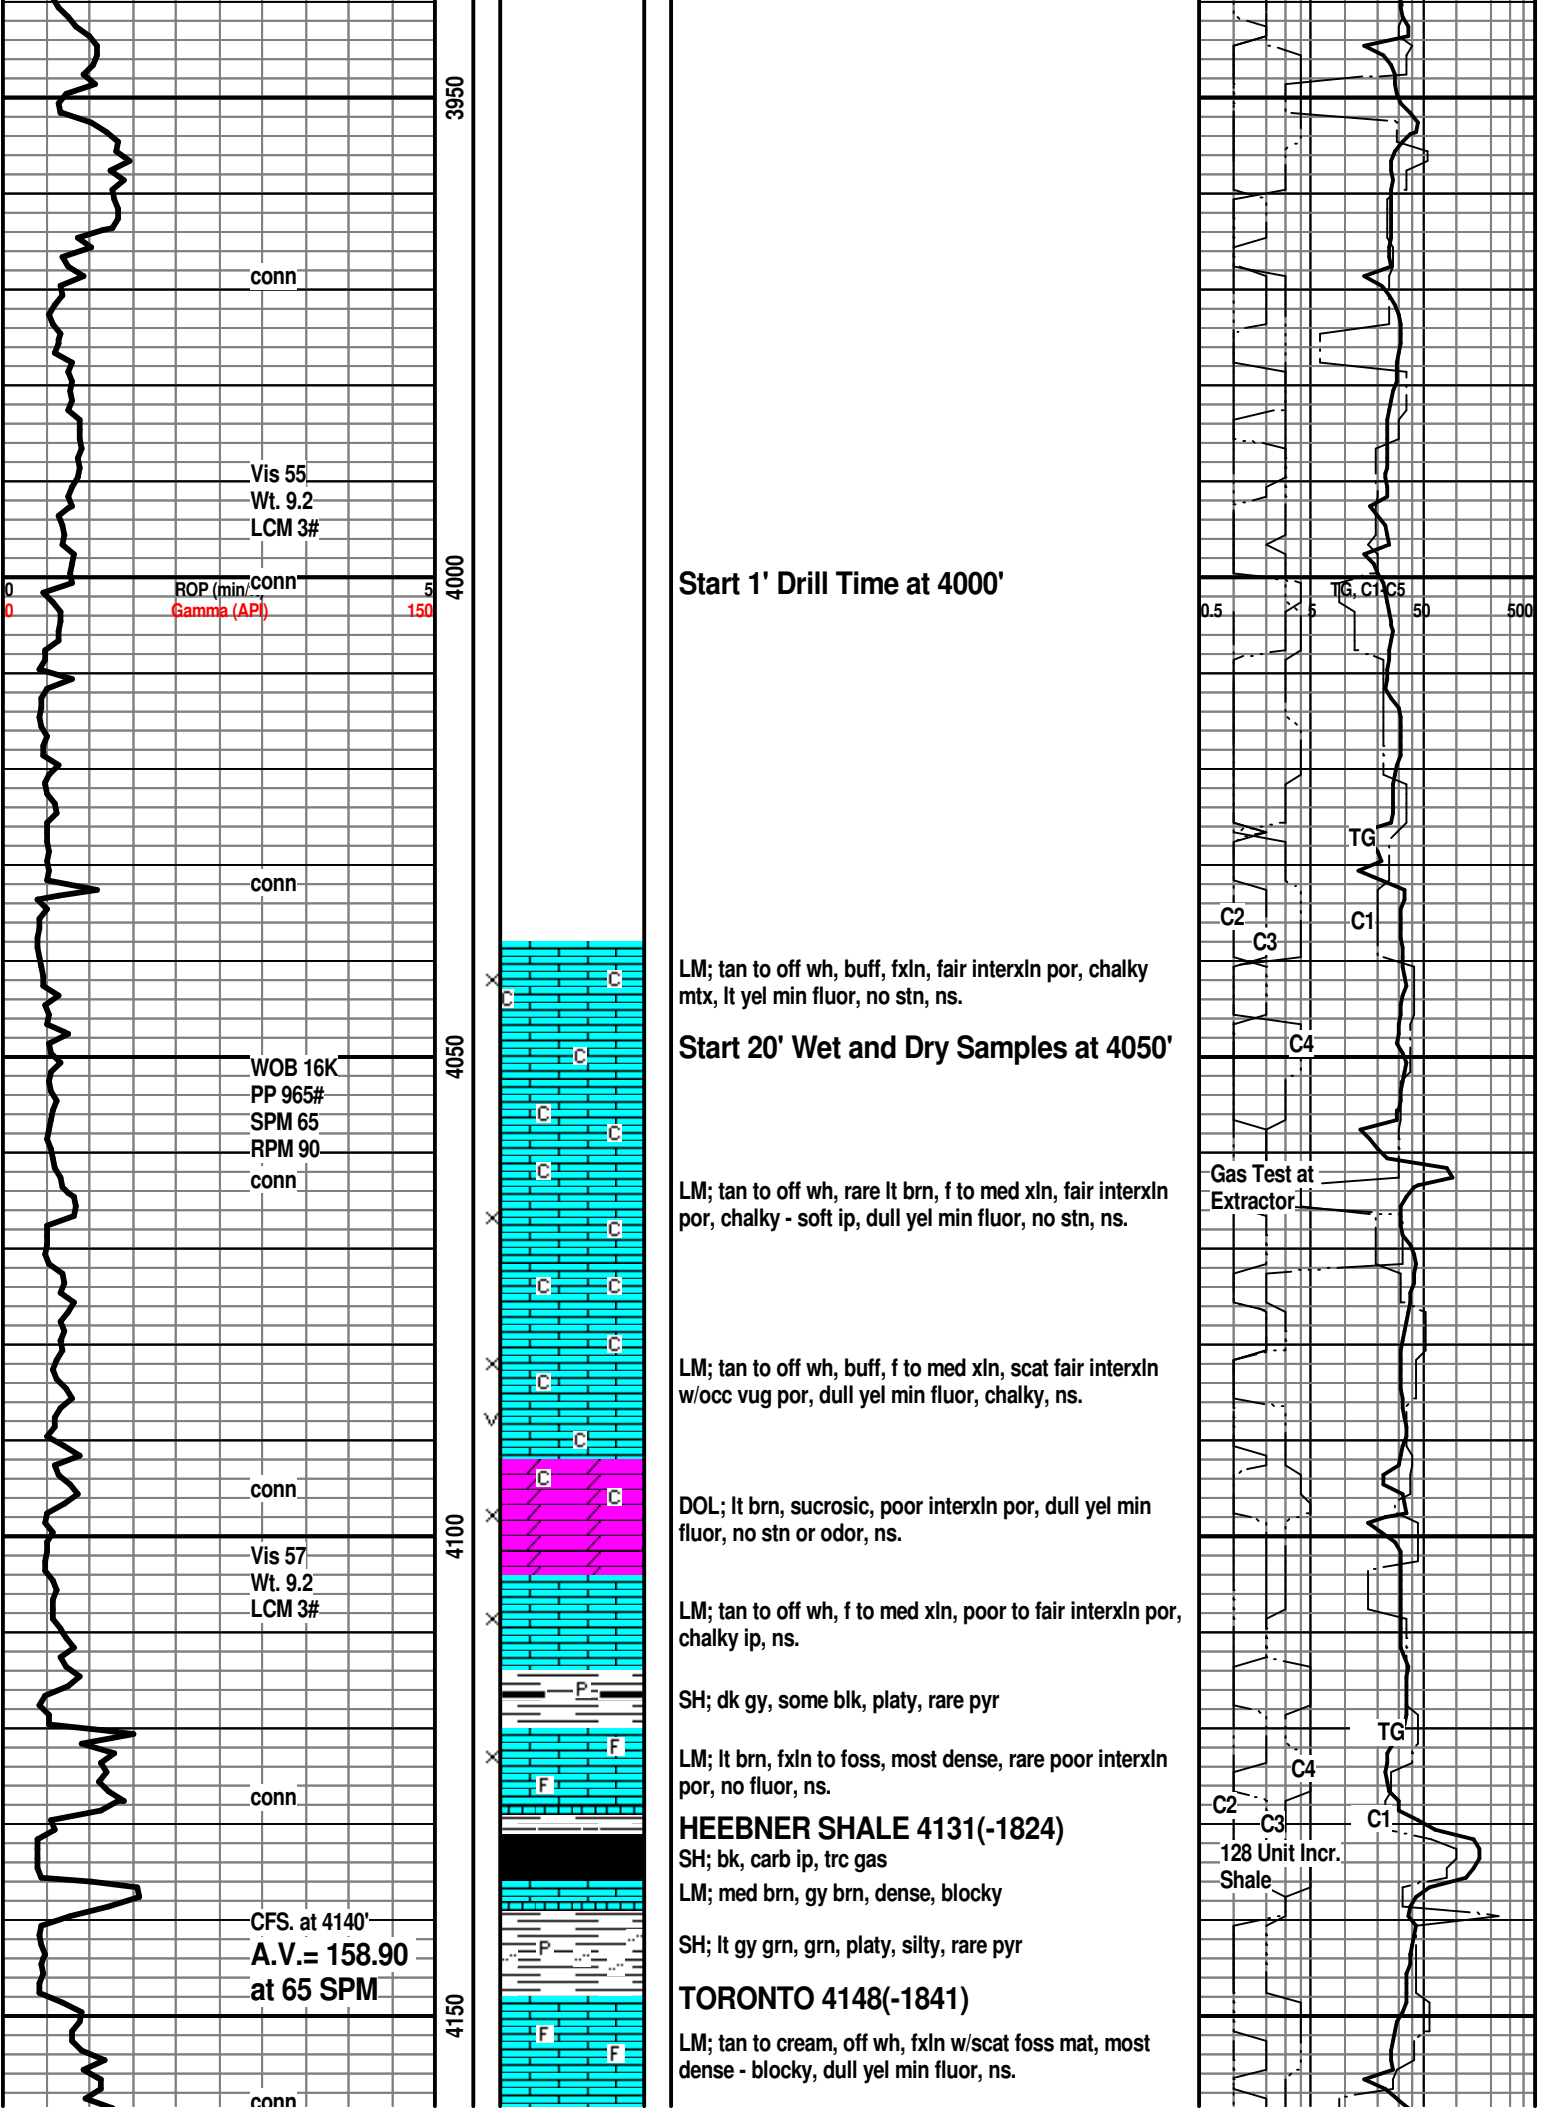 3950
conn
Vis 55
Wt. 9.2
LCM 3#
conn
0 ROP (min/ 5
0 Gamma (API) 150
4000
Start 1' Drill Time at 4000'
TG, C1-C5
0.5 5 50 500
TG
conn
C2
C1
C3
C
C
LM; tan to off wh, buff, fxln, fair interxln por, chalky
mtx, lt yel min fluor, no stn, ns.
Start 20' Wet and Dry Samples at 4050'
C4
4050
C
WOB 16K
PP 965#
SPM 65
RPM 90
conn
C
C
C
Gas Test at
Extractor
LM; tan to off wh, rare lt brn, f to med xln, fair interxln
por, chalky - soft ip, dull yel min fluor, no stn, ns.
C
C
C
C
C
LM; tan to off wh, buff, f to med xln, scat fair interxln
w/occ vug por, dull yel min fluor, chalky, ns.
C
C
C
conn
DOL; lt brn, sucrosic, poor interxln por, dull yel min
fluor, no stn or odor, ns.
4100
Vis 57
Wt. 9.2
LCM 3#
LM; tan to off wh, f to med xln, poor to fair interxln por,
chalky ip, ns.
P
SH; dk gy, some blk, platy, rare pyr
TG
F
LM; lt brn, fxln to foss, most dense, rare poor interxln
por, no fluor, ns.
C4
F
conn
C2
C3
C1
HEEBNER SHALE 4131(-1824)
SH; bk, carb ip, trc gas
128 Unit Incr.
Shale
LM; med brn, gy brn, dense, blocky
CFS. at 4140'
A.V.= 158.90
at 65 SPM
P
SH; lt gy grn, grn, platy, silty, rare pyr
TORONTO 4148(-1841)
4150
F
F
LM; tan to cream, off wh, fxln w/scat foss mat, most
dense - blocky, dull yel min fluor, ns.
conn